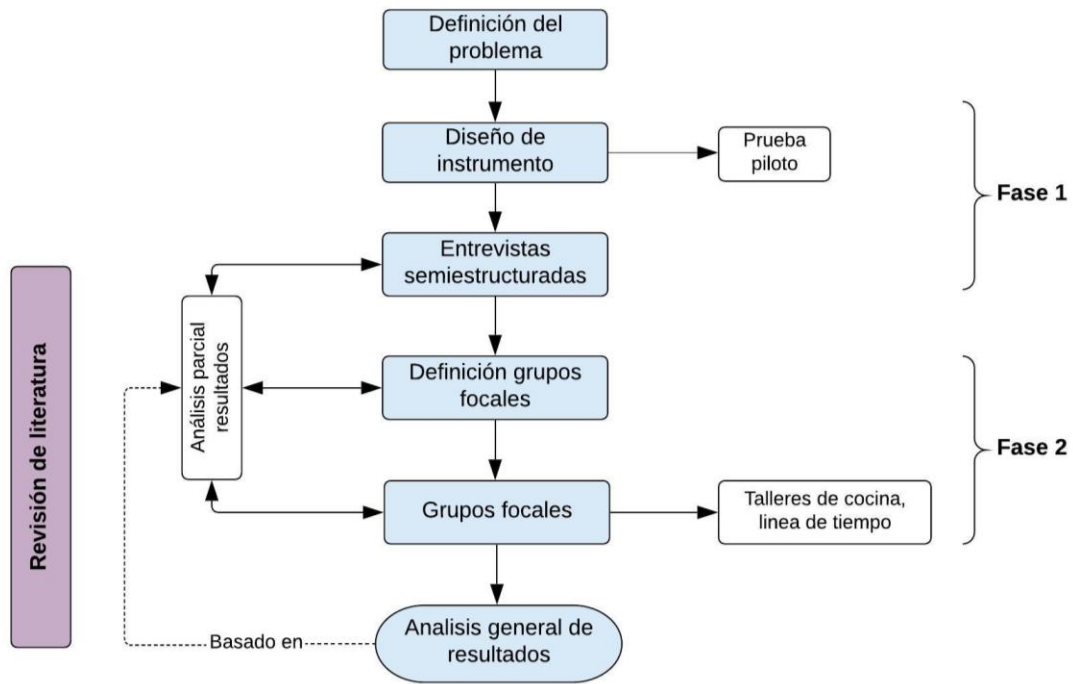 Definición del
problema
Diseño de
instrumento
Prueba
piloto
Fase 1
Entrevistas
semiestructuradas
Revisión de literatura
Análisis parcial
resultados
Definición grupos
focales
Fase 2
Grupos focales
Talleres de cocina,
linea de tiempo
Basado en
Analisis general de
resultados